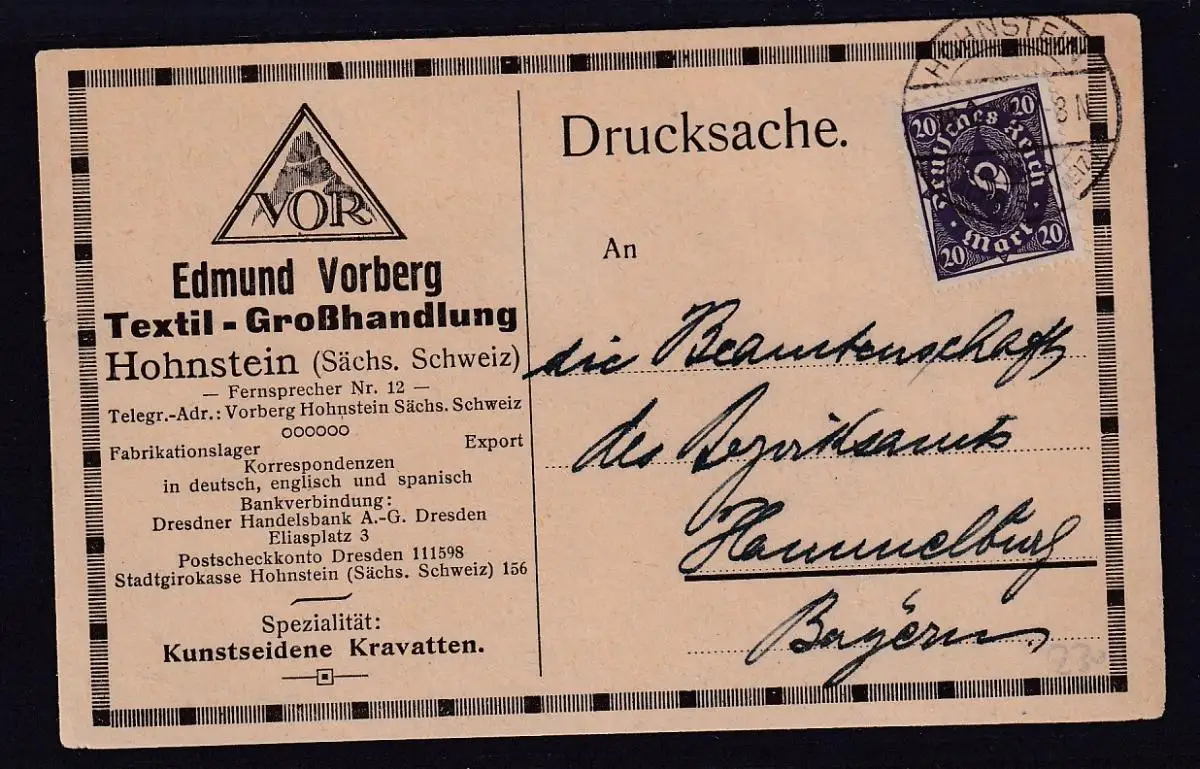 VOR
Edmund Vorberg
Textil-Großhandlung
Hohnstein (Sächs. Schweiz)
— Fernsprecher Nr. 12 —
Telegr.-Adr.: Vorberg Hohnstein Sächs. Schweiz
oooooo
Fabrikationslager Export
Korrespondenzen
in deutsch, englisch und spanisch
Bankverbindung:
Dresdner Handelsbank A.-G. Dresden
Eliasplatz 3
Postscheckkonto Dresden 111598
Stadtgirokasse Hohnstein (Sächs. Schweiz) 156
Spezialität:
Kunstseidene Kravatten.
Drucksache.
HOHNSTEIN
8 N
20 20
Deutsches Reich
Mark
20 20
An
die Beamtenschaft
des Bezirksamts
Hammelburg
Bayern